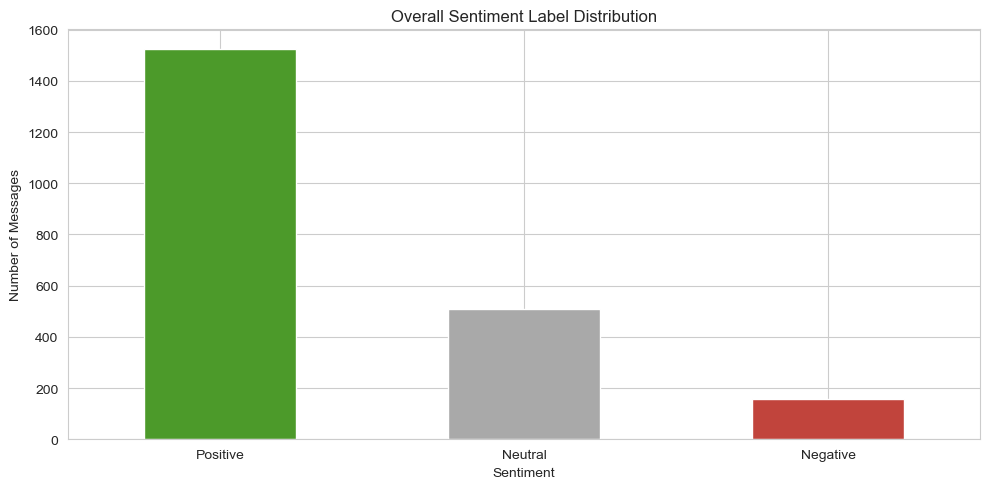 Overall Sentiment Label Distribution
1600
1400
1200
1000
800
600
400
200
0
Number of Messages
Positive Neutral Negative
Sentiment